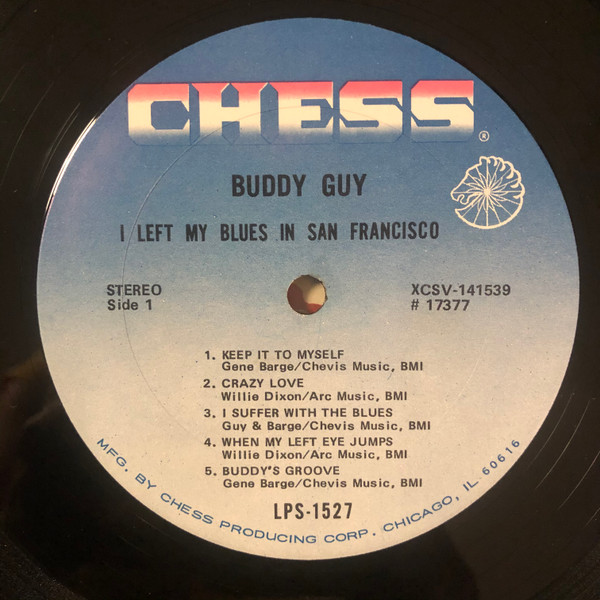 CHESS
®
BUDDY GUY
I LEFT MY BLUES IN SAN FRANCISCO
STEREO
Side 1
XCSV-141539
# 17377
1. KEEP IT TO MYSELF
Gene Barge/Chevis Music, BMI
2. CRAZY LOVE
Willie Dixon/Arc Music, BMI
3. I SUFFER WITH THE BLUES
Guy & Barge/Chevis Music, BMI
4. WHEN MY LEFT EYE JUMPS
Willie Dixon/Arc Music, BMI
5. BUDDY'S GROOVE
Gene Barge/Chevis Music, BMI
LPS-1527
MFG. BY CHESS PRODUCING CORP. CHICAGO, IL 60616